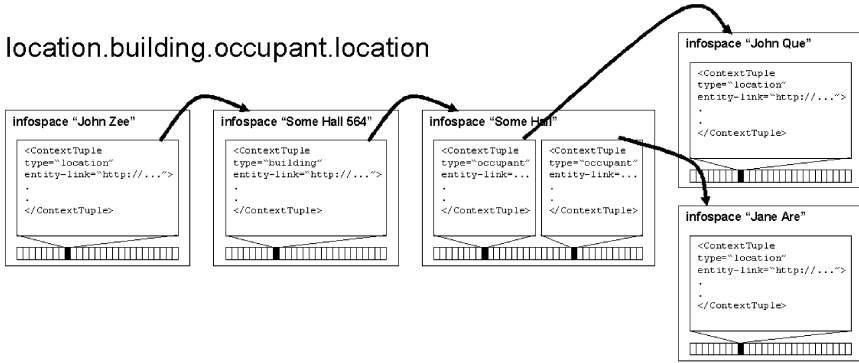 location.building.occupant.location
infospace “John Zee”
<ContextTuple
type=“location”
entity-link=“http://...”>
.
.
</ContextTuple>
infospace “Some Hall 564”
<ContextTuple
type=“building”
entity-link=“http://...”>
.
.
</ContextTuple>
infospace “Some Hall”
<ContextTuple
type=“occupant”
entity-link=...
.
.
</ContextTuple>
<ContextTuple
type=“occupant”
entity-link=...
.
.
</ContextTuple>
infospace “John Que”
<ContextTuple
type=“location”
entity-link=“http://...”>
.
.
</ContextTuple>
infospace “Jane Are”
<ContextTuple
type=“location”
entity-link=“http://...”>
.
.
</ContextTuple>